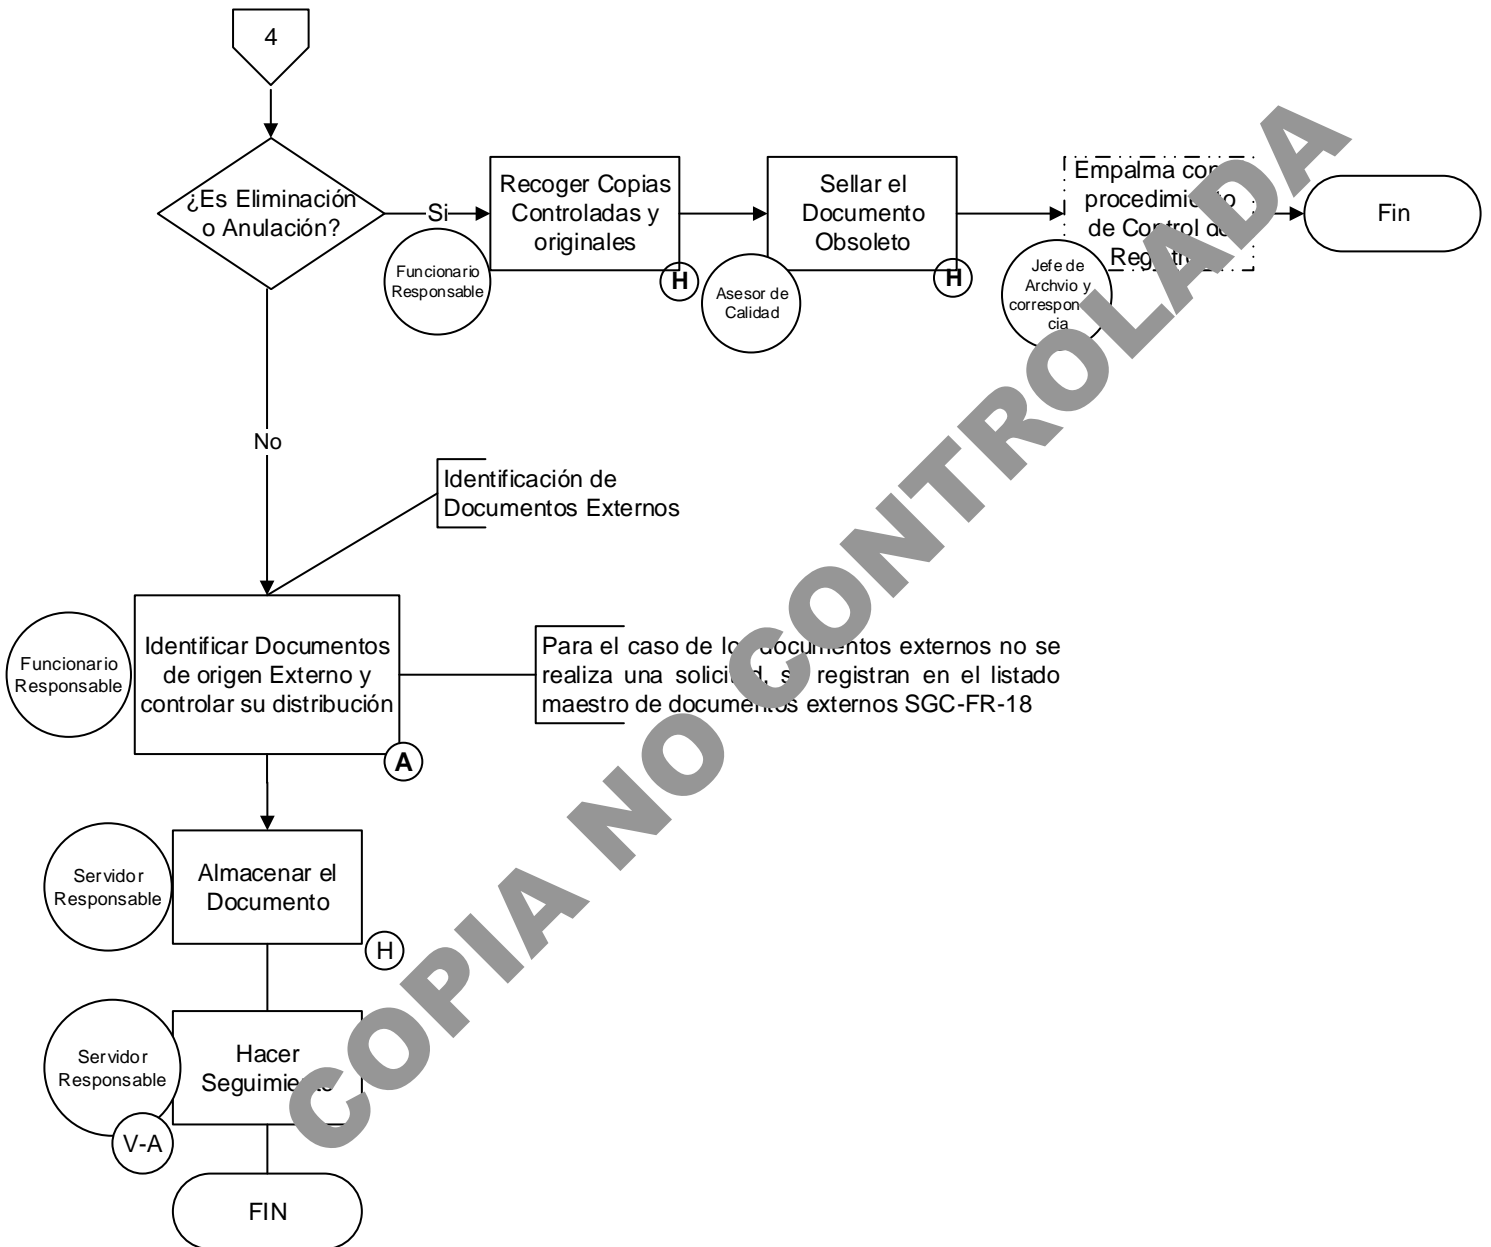 4
¿Es Eliminación
o Anulación?
Si
Recoger Copias
Controladas y
originales
H
Funcionario
Responsable
Sellar el
Documento
Obsoleto
H
Asesor de
Calidad
Empalma con
procedimiento
de Control de
Jefe de
Archvio y
correspon
cia
Fin
No
Identificación de
Documentos Externos
Funcionario
Responsable
Identificar Documentos
de origen Externo y
controlar su distribución
A
Para el caso de los documentos externos no se
realiza una solicitud, se registran en el listado
maestro de documentos externos SGC-FR-18
Servidor
Responsable
Almacenar el
Documento
H
Servidor
Responsable
V-A
Hacer
Seguimiento
FIN
COPIA NO CONTROLADA